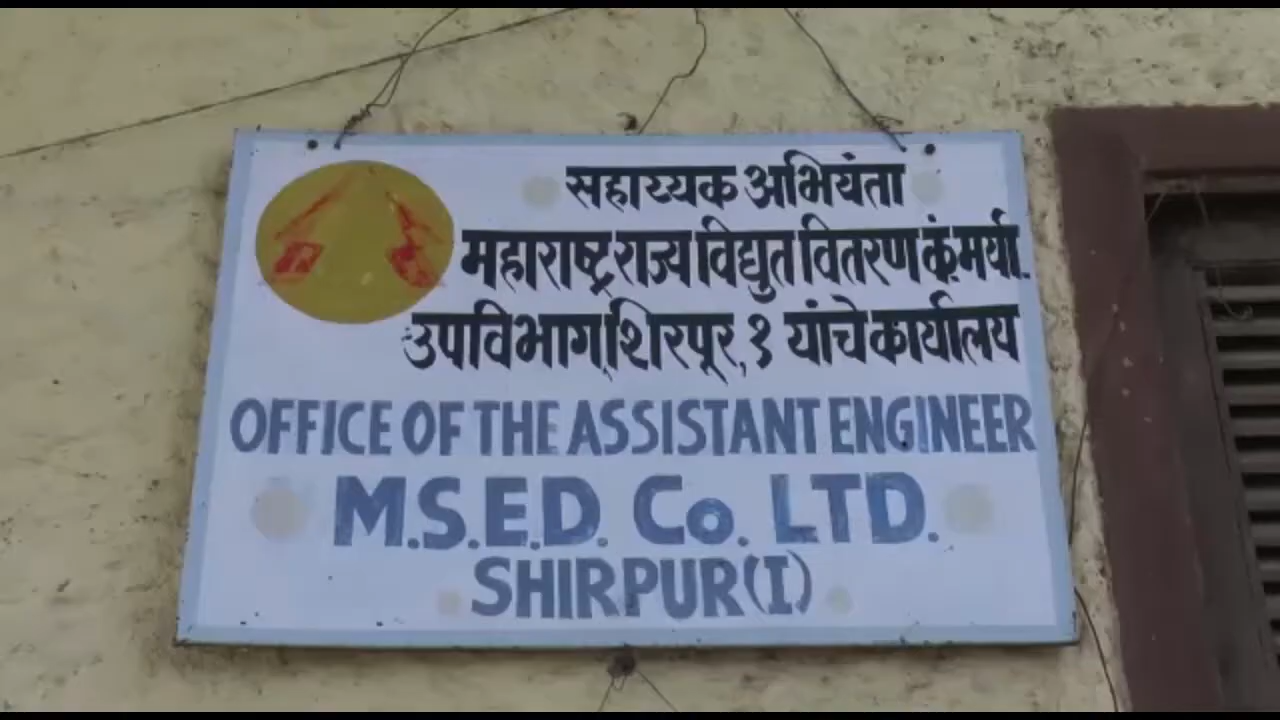 सहाय्यक अभियंता
महाराष्ट्र राज्य विद्युत वितरण कं.मर्या.
उपविभाग, शिरपूर, १ यांचे कार्यालय
OFFICE OF THE ASSISTANT ENGINEER
M.S.E.D. Co. LTD.
SHIRPUR (I)